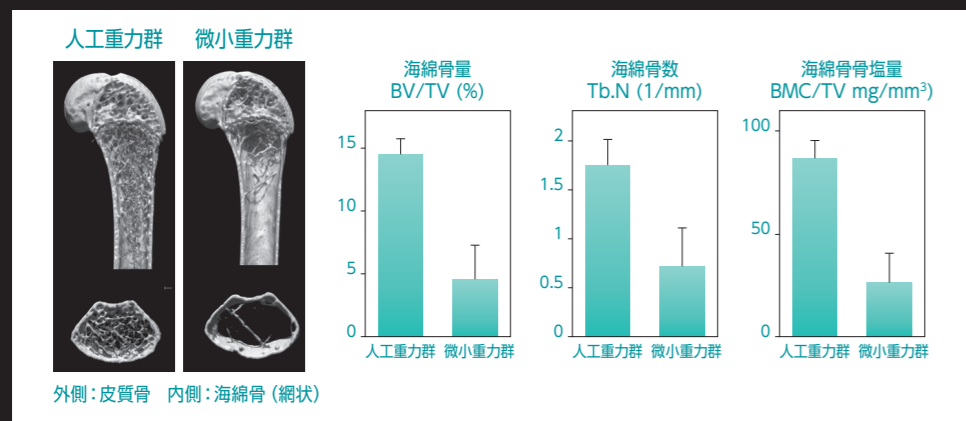 人工重力群 微小重力群
外側：皮質骨 内側：海綿骨（網状）
海綿骨量
BV/TV (%)
15
10
5
0
人工重力群 微小重力群
海綿骨数
Tb.N (1/mm)
2
1.5
1
0.5
0
人工重力群 微小重力群
海綿骨骨塩量
BMC/TV mg/mm³)
100
50
0
人工重力群 微小重力群